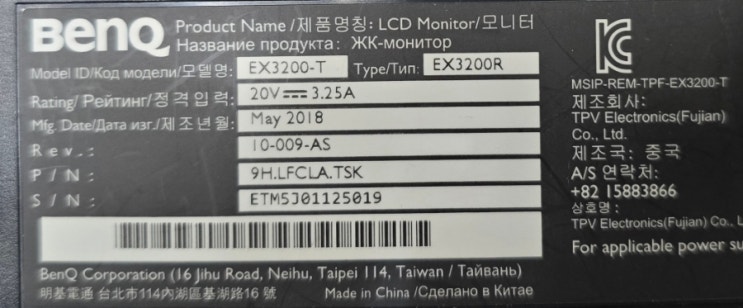 BenQ
Product Name /제품명칭: LCD Monitor/모니터
Название продукта: ЖК-монитор
Model ID/Код модели/모델명: EX3200-T Type/Тип: EX3200R
Rating/ Рейтинг/정격입력: 20V 3.25A
Mfg. Date/Дата изг./제조년월: May 2018
Rev.: 10-009-AS
P/N: 9H.LFCLA.TSK
S/N: ETM5J01125019
BenQ Corporation (16 Jihu Road, Neihu, Taipei 114, Taiwan / Тайвань)
明基電通 台北市114內湖區基湖路16號 Made in China /Сделано в Китае
MSIP-REM-TPF-EX3200-T
제조회사:
TPV Electronics(Fujian)
Co., Ltd.
제조국: 중국
A/S 연락처:
+82 15883866
상호명 :
TPV Electronics(Fujian) Co., L
For applicable power su